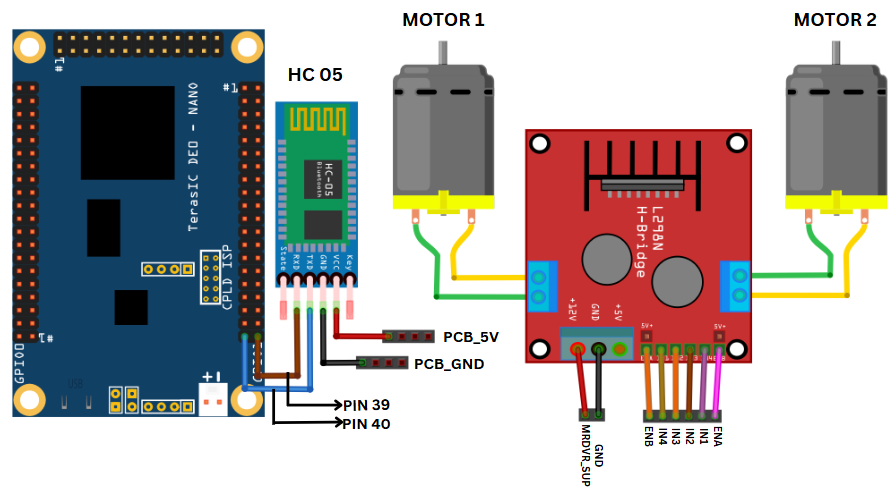 MOTOR 1
MOTOR 2
HC 05
#1
#1
TerasIC DE0 - NANO
CPLD ISP
#1
GPIO0
+ -
HC-05
Bluetooth
State
RXD
TXD
GND
VCC
Key
PCB_5V
PCB_GND
PIN 39
PIN 40
L298N
H-Bridge
+12V
GND
+5V
5V+
5V+
MRDVR_SUP
GND
ENB
IN4
IN3
IN2
IN1
ENA